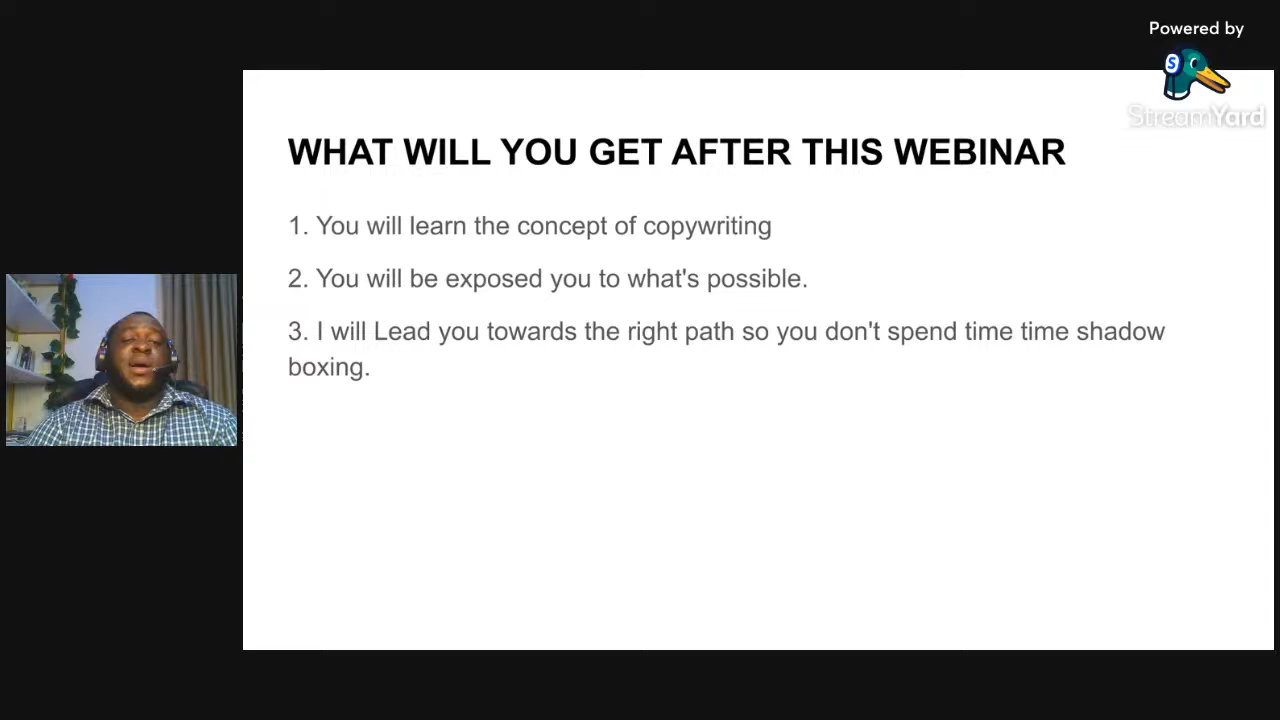 Powered by
S
StreamYard
WHAT WILL YOU GET AFTER THIS WEBINAR
1. You will learn the concept of copywriting
2. You will be exposed you to what's possible.
3. I will Lead you towards the right path so you don't spend time time shadow
boxing.